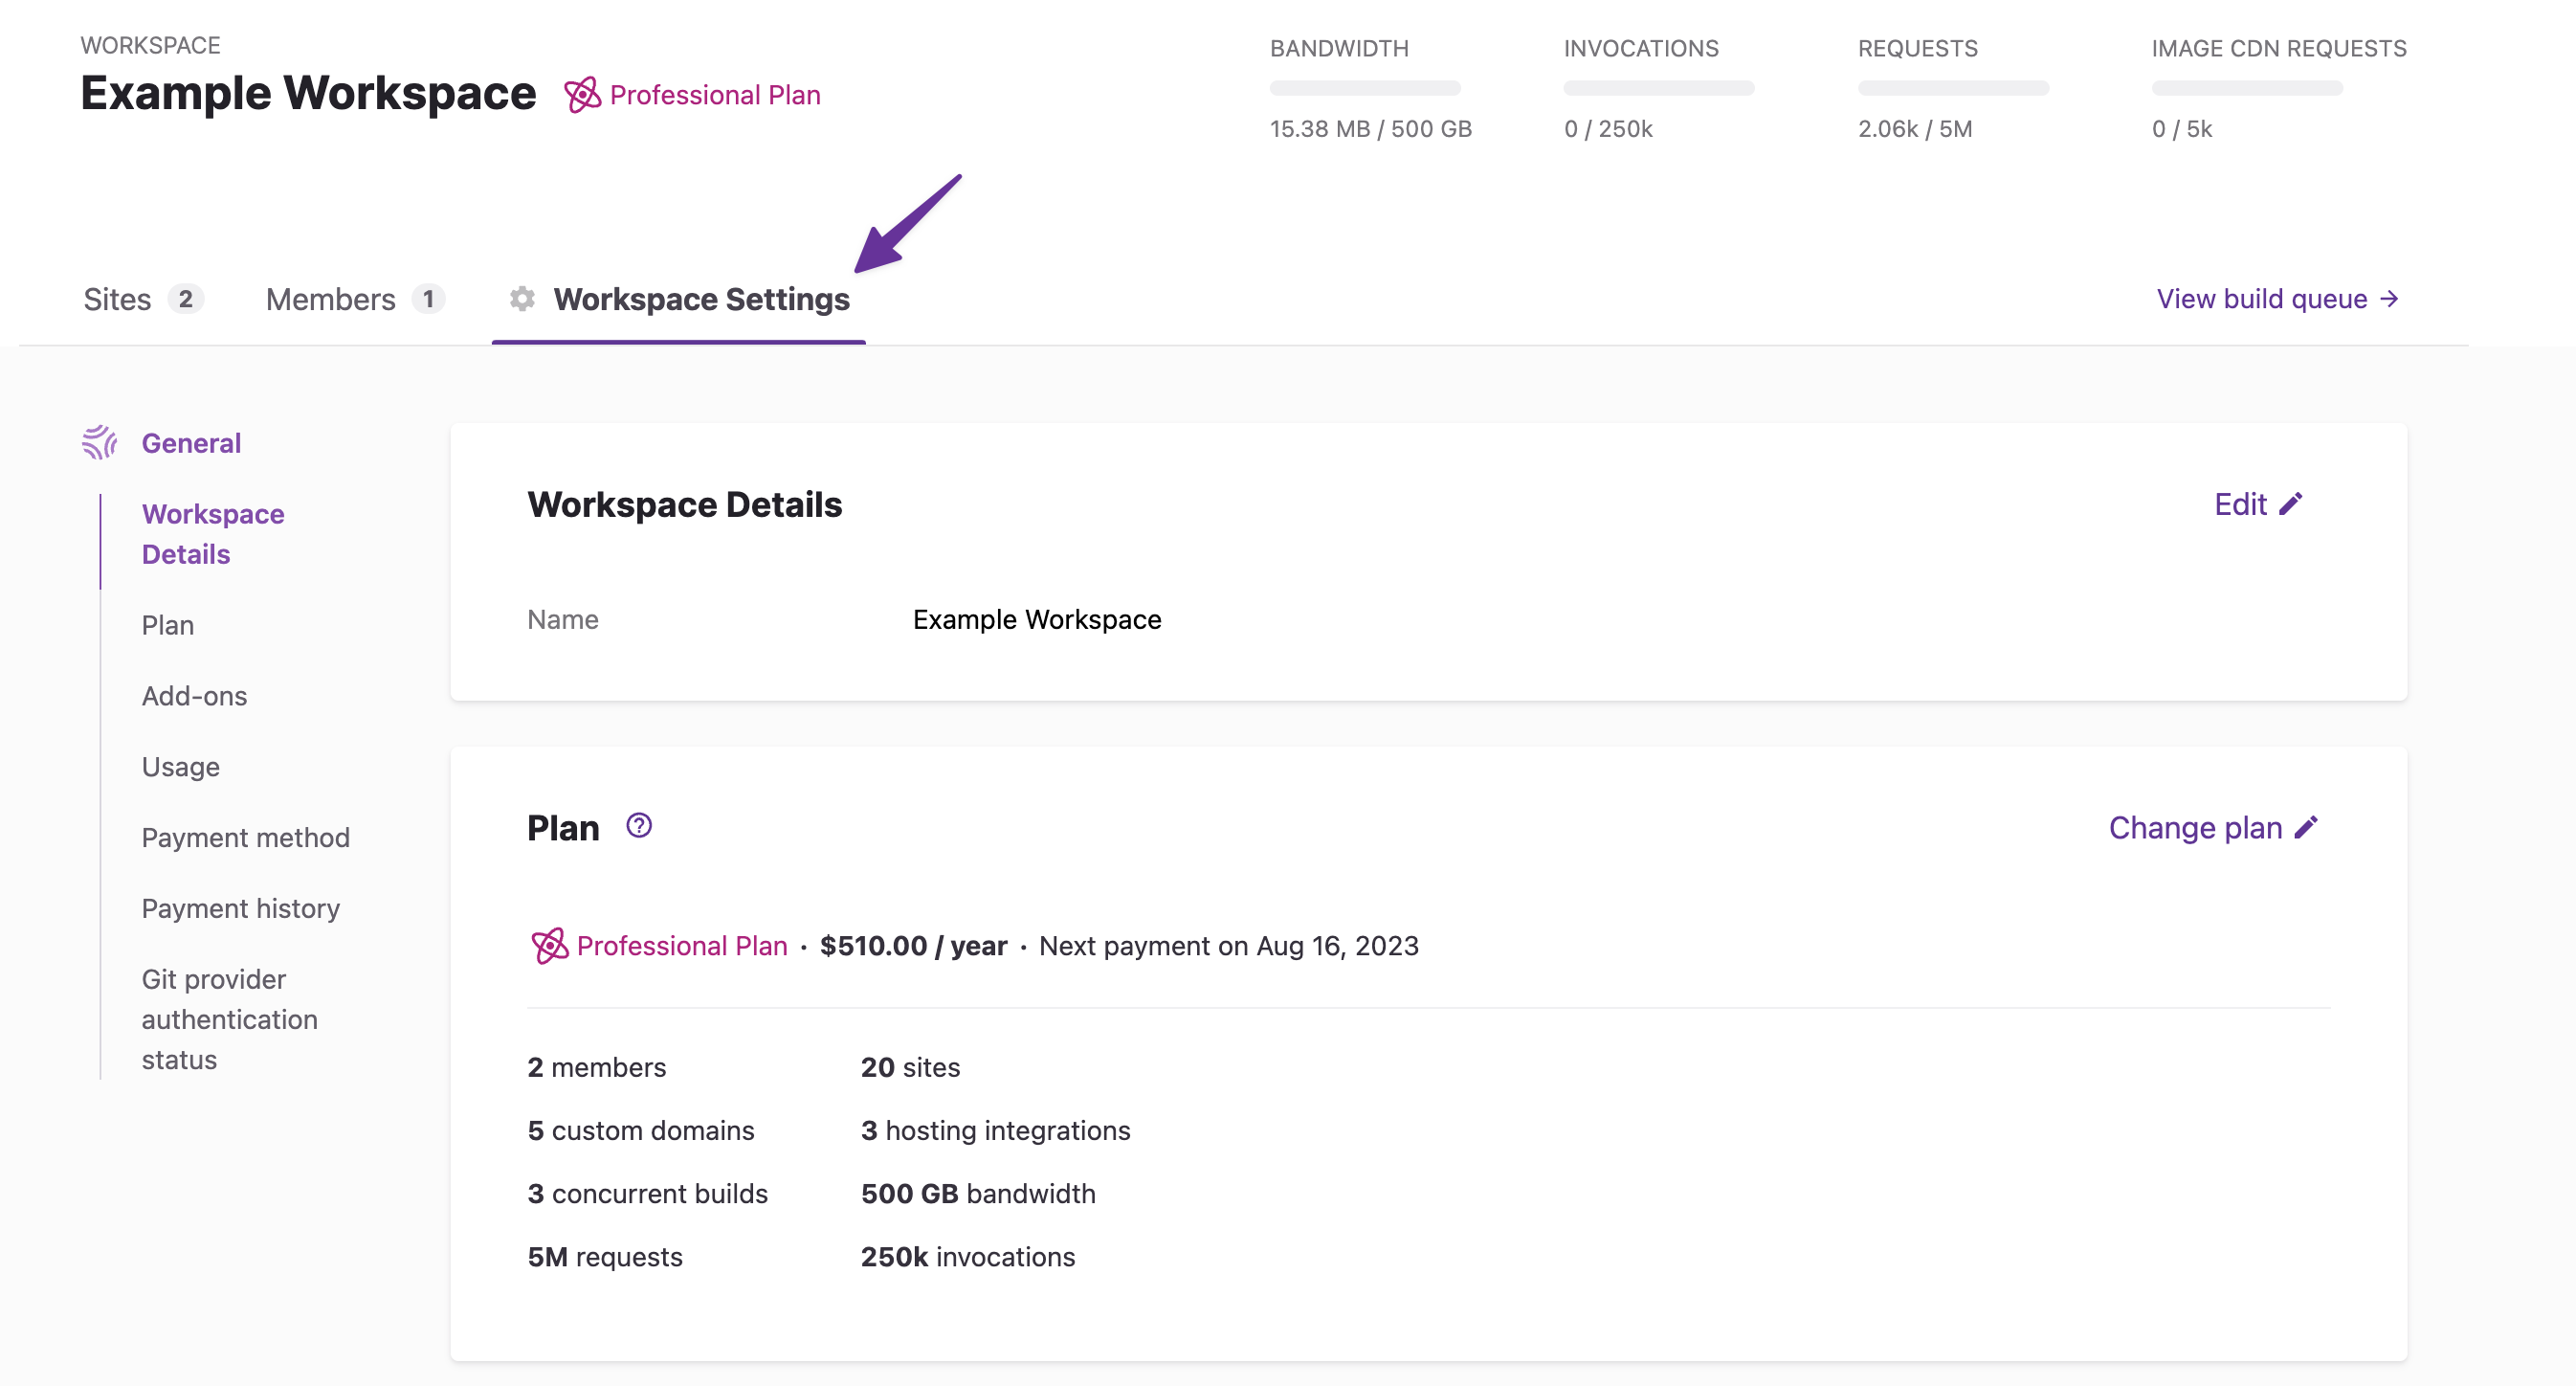 WORKSPACE
Example Workspace Professional Plan
BANDWIDTH
15.38 MB / 500 GB
INVOCATIONS
0 / 250k
REQUESTS
2.06k / 5M
IMAGE CDN REQUESTS
0 / 5k
Sites 2 Members 1 Workspace Settings View build queue →
General
Workspace
Details
Plan
Add-ons
Usage
Payment method
Payment history
Git provider
authentication
status
Workspace Details Edit
Name Example Workspace
Plan ? Change plan
Professional Plan · $510.00 / year · Next payment on Aug 16, 2023
2 members 20 sites
5 custom domains 3 hosting integrations
3 concurrent builds 500 GB bandwidth
5M requests 250k invocations